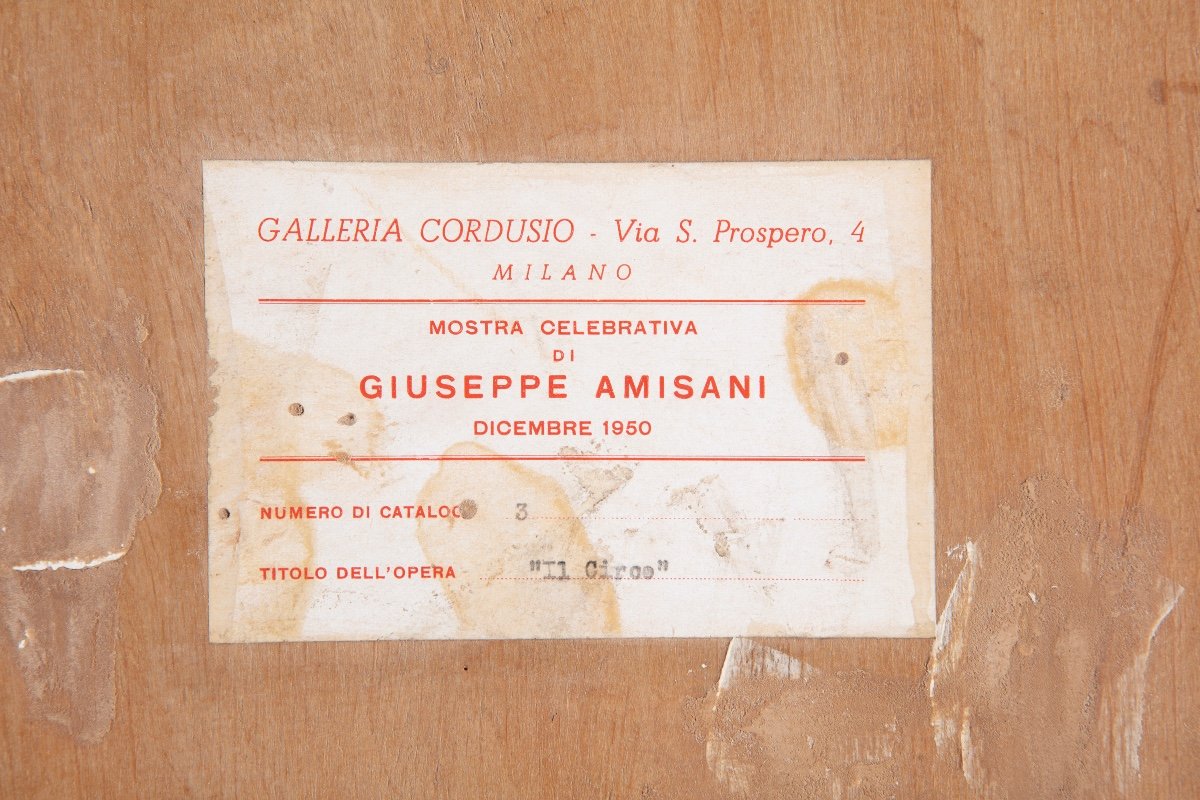 GALLERIA CORDUSIO - Via S. Prospero, 4
MILANO
MOSTRA CELEBRATIVA
DI
GIUSEPPE AMISANI
DICEMBRE 1950
NUMERO DI CATALOG 3
TITOLO DELL'OPERA "Il Circo"